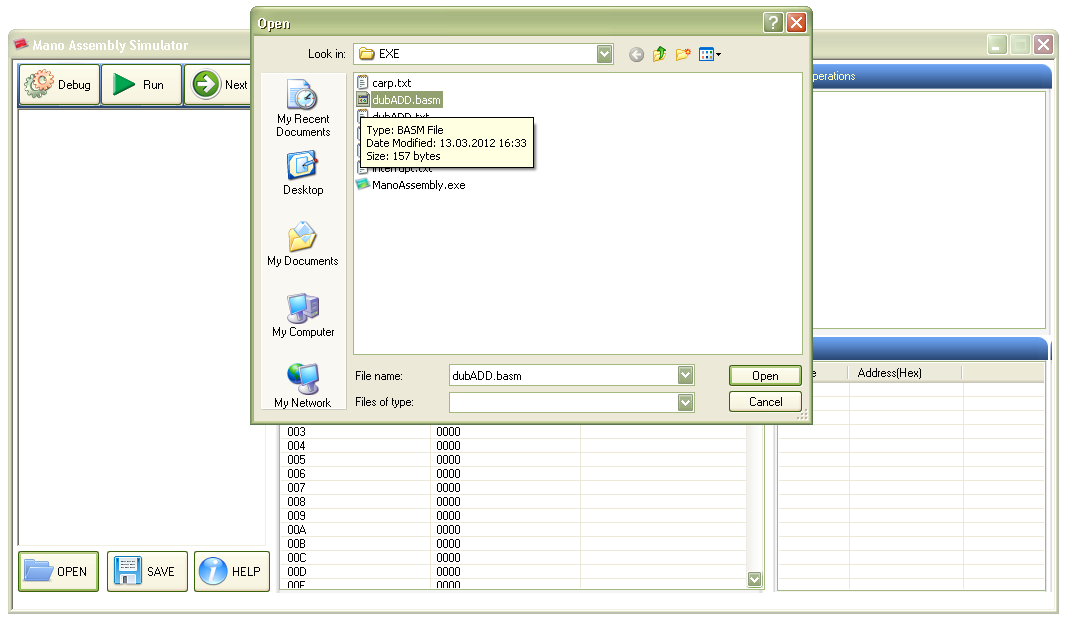 Open
Mano Assembly Simulator
Look in: EXE
Debug
Run
Next
perations
My Recent
Documents
Desktop
My Documents
My Computer
My Network
carp.txt
dubADD.basm
dubADD.txt
Type: BASM File
Date Modified: 13.03.2012 16:33
Size: 157 bytes
interrupt.txt
ManoAssembly.exe
File name: dubADD.basm
Open
Files of type:
Cancel
Address(Hex)
003 0000
004 0000
005 0000
006 0000
007 0000
008 0000
009 0000
00A 0000
00B 0000
00C 0000
00D 0000
00E 0000
OPEN
SAVE
HELP